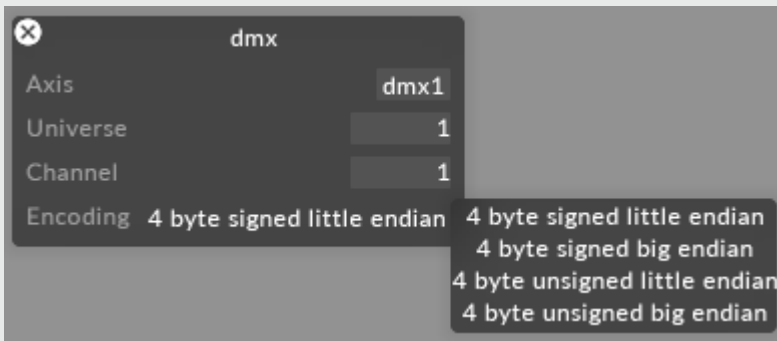 dmx
Axis dmx1
Universe 1
Channel 1
Encoding 4 byte signed little endian
4 byte signed little endian
4 byte signed big endian
4 byte unsigned little endian
4 byte unsigned big endian